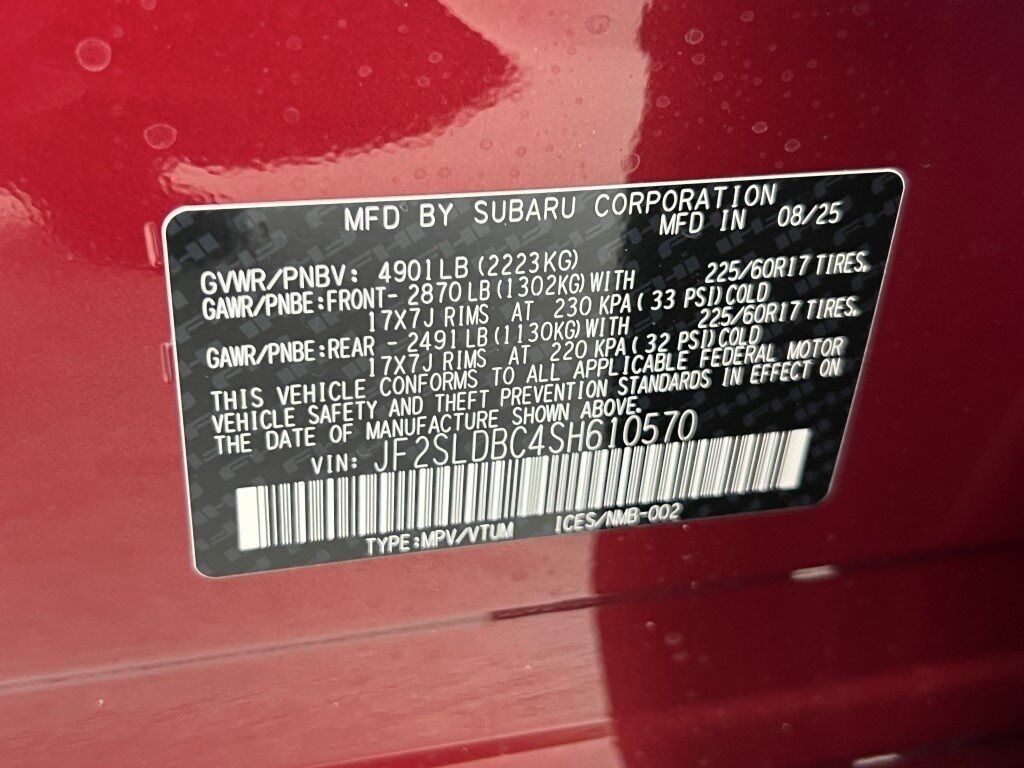 MFD BY SUBARU CORPORATION
MFD IN 08/25
GVWR/PNBV: 4901LB (2223KG)
GAWR/PNBE:FRONT- 2870LB (1302KG) WITH 225/60R17 TIRES.
17X7J RIMS AT 230 KPA (33 PSI) COLD
GAWR/PNBE:REAR - 2491LB (1130KG) WITH 225/60R17 TIRES.
17X7J RIMS AT 220 KPA (32 PSI) COLD
THIS VEHICLE CONFORMS TO ALL APPLICABLE FEDERAL MOTOR
VEHICLE SAFETY AND THEFT PREVENTION STANDARDS IN EFFECT ON
THE DATE OF MANUFACTURE SHOWN ABOVE.
VIN: JF2SLDBC4SH610570
TYPE:MPV/VTUM ICES/NMB-002